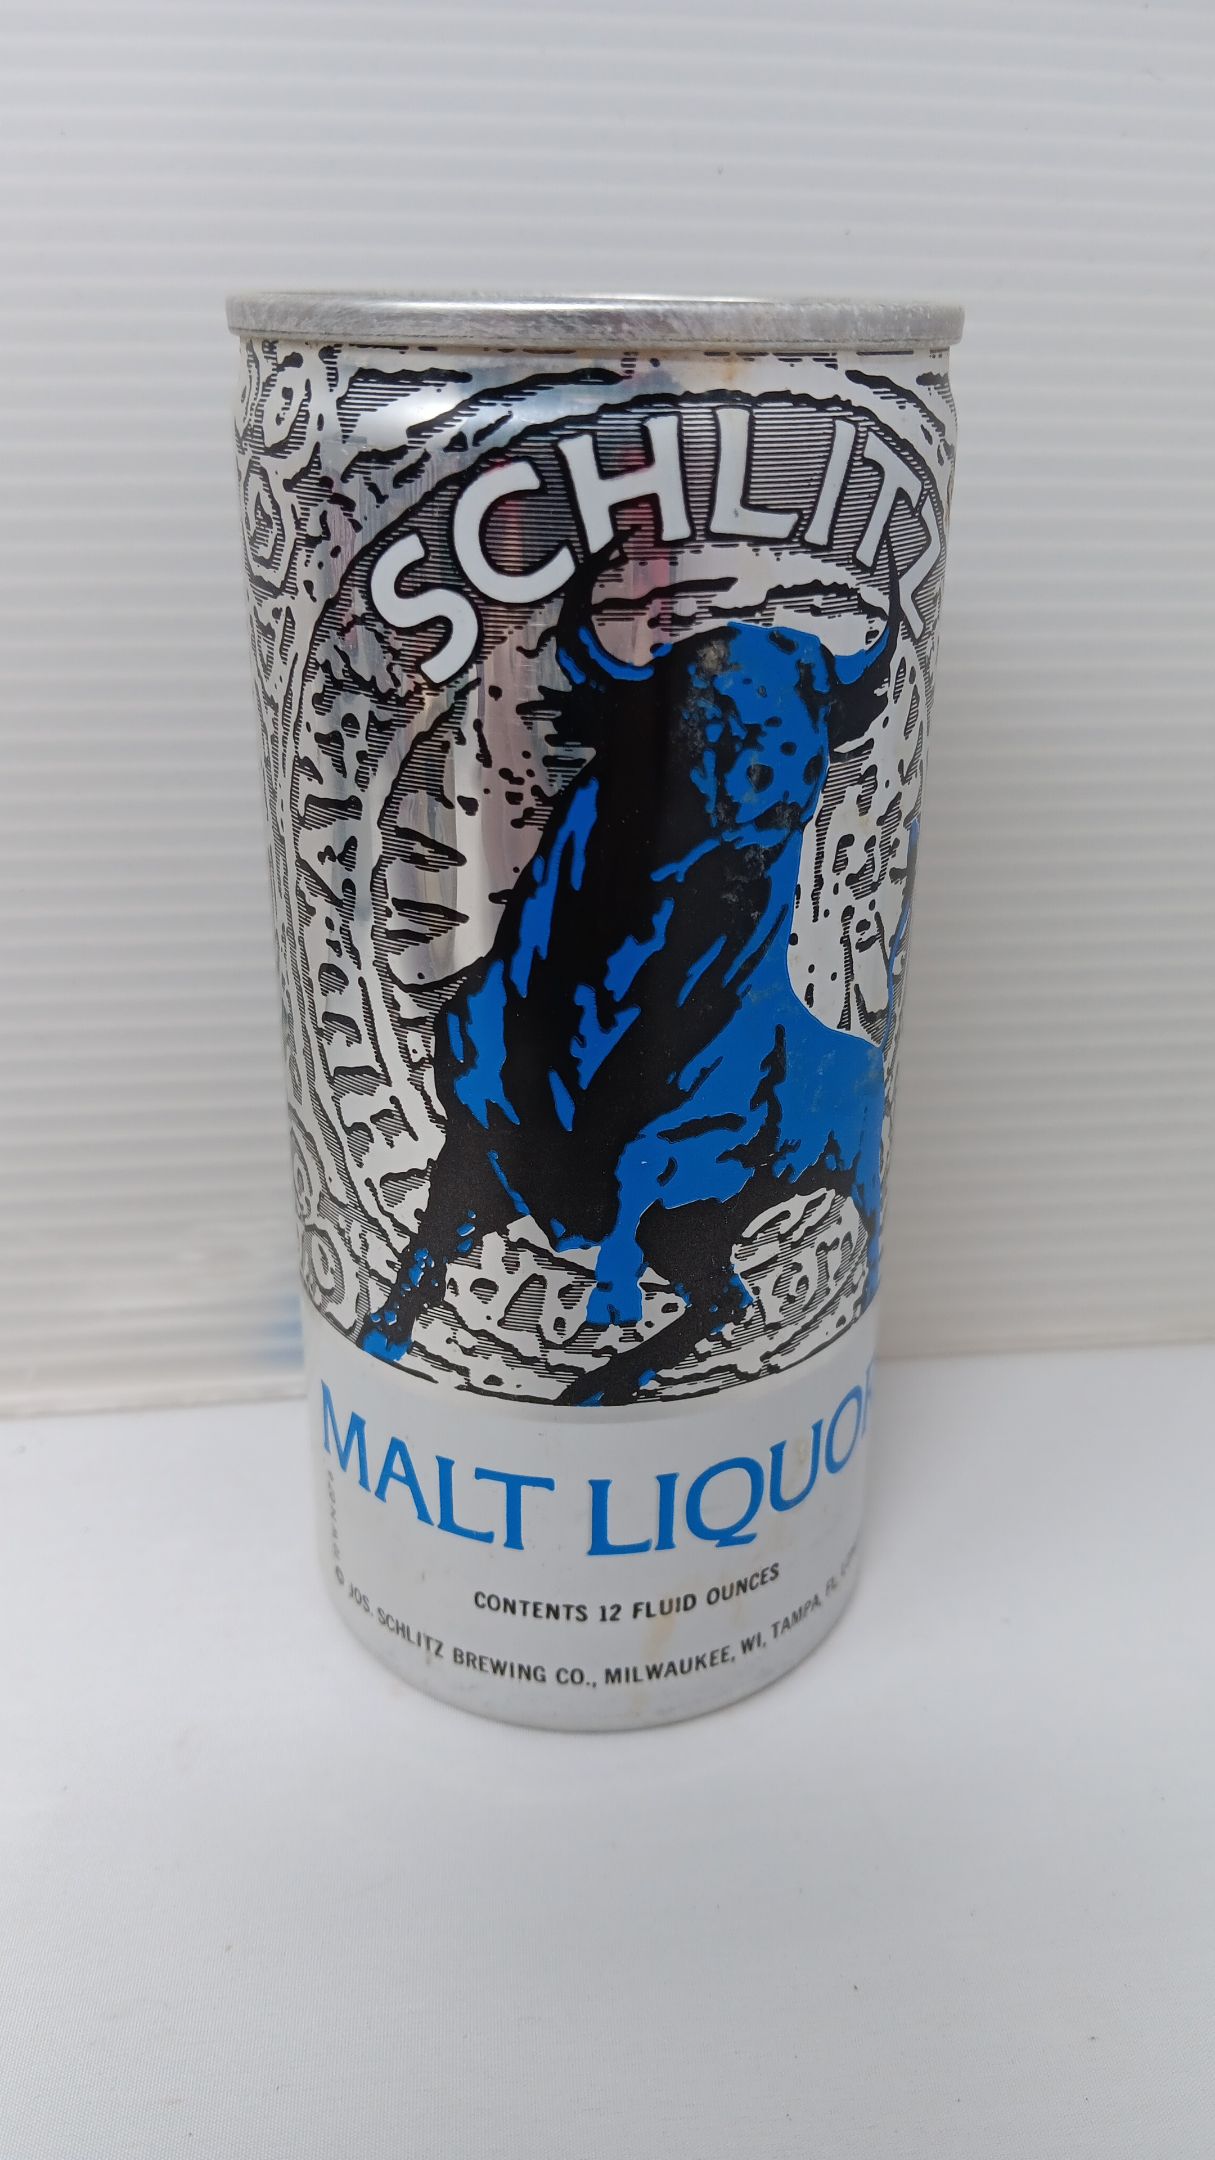 SCHLITZ
MALT LIQUOR
CONTENTS 12 FLUID OUNCES
© JOS. SCHLITZ BREWING CO., MILWAUKEE, WI, TAMPA, FL,